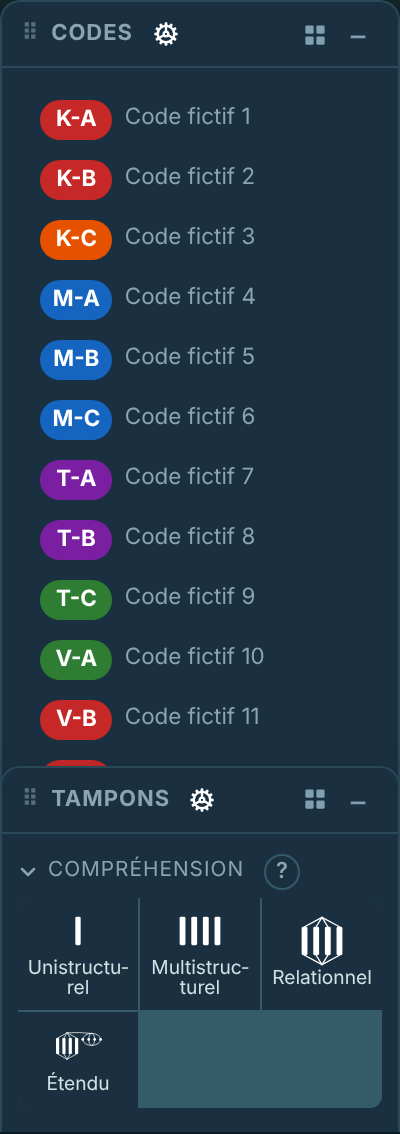 CODES
K-A Code fictif 1
K-B Code fictif 2
K-C Code fictif 3
M-A Code fictif 4
M-B Code fictif 5
M-C Code fictif 6
T-A Code fictif 7
T-B Code fictif 8
T-C Code fictif 9
V-A Code fictif 10
V-B Code fictif 11
TAMPONS
COMPRÉHENSION ?
Unistructu-
rel
Multistruc-
turel
Relationnel
Étendu